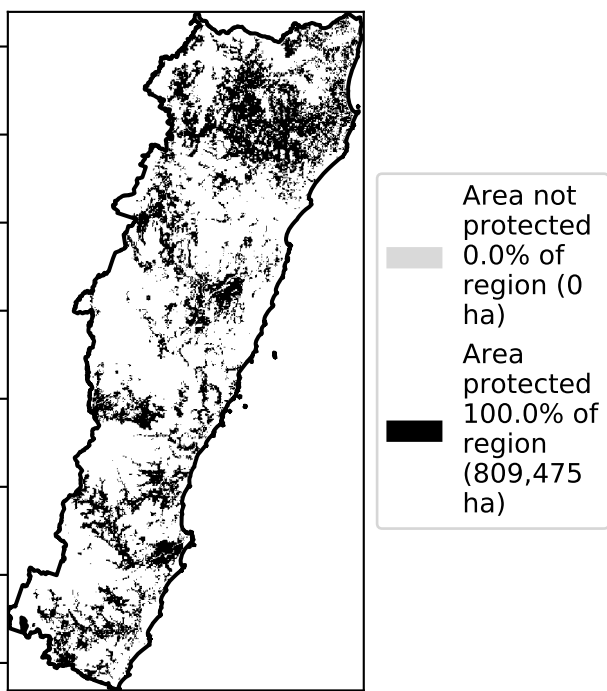 Area not
protected
0.0% of
region (0
ha)
Area
protected
100.0% of
region
(809,475
ha)